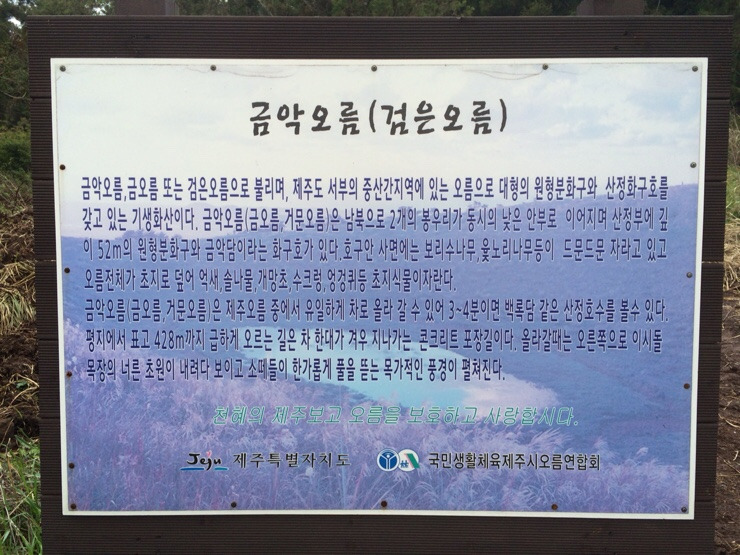 금악오름(검은오름)
금악오름,금오름 또는 검은오름으로 불리며, 제주도 서부의 중산간지역에 있는 오름으로 대형의 원형분화구와 산정화구호를
갖고 있는 기생화산이다. 금악오름(금오름,거문오름)은 남북으로 2개의 봉우리가 동시의 낮은 안부로 이어지며 산정부에 깊
이 52m의 원형분화구와 금악담이라는 화구호가 있다.호구안 사면에는 보리수나무,윷노리나무등이 드문드문 자라고 있고
오름전체가 초지로 덮어 억새,솔나물,개망초,수크렁,엉겅퀴등 초지식물이자란다.
금악오름(금오름,거문오름)은 제주오름 중에서 유일하게 차로 올라 갈 수 있어 3~4분이면 백록담 같은 산정호수를 볼수 있다.
평지에서 표고 428m까지 급하게 오르는 길은 차 한대가 겨우 지나가는 콘크리트 포장길이다. 올라갈때는 오른쪽으로 이시돌
목장의 너른 초원이 내려다 보이고 소떼들이 한가롭게 풀을 뜯는 목가적인 풍경이 펼쳐진다.
천혜의 제주보고 오름을 보호하고 사랑합시다.
Jeju 제주특별자치도 국민생활체육제주시오름연합회